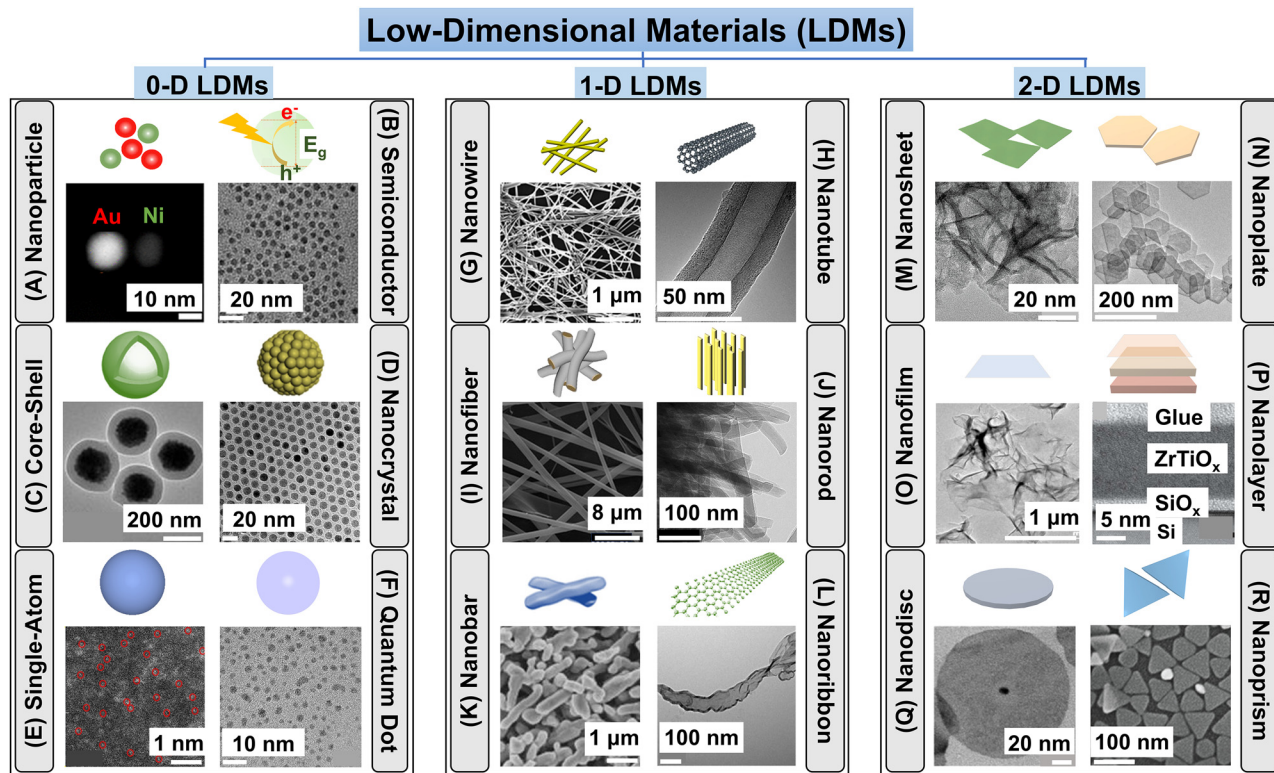 Low-Dimensional Materials (LDMs)
0-D LDMs
(A) Nanoparticle
Au Ni
10 nm
(B) Semiconductor
e-
Eg
h+
20 nm
(C) Core-Shell
200 nm
(D) Nanocrystal
20 nm
(E) Single-Atom
1 nm
(F) Quantum Dot
10 nm
1-D LDMs
(G) Nanowire
1 µm
(H) Nanotube
50 nm
(I) Nanofiber
8 µm
(J) Nanorod
100 nm
(K) Nanobar
1 µm
(L) Nanoribbon
100 nm
2-D LDMs
(M) Nanosheet
20 nm
(N) Nanoplate
200 nm
(O) Nanofilm
1 µm
(P) Nanolayer
Glue
ZrTiOx
SiOx
5 nm
Si
(Q) Nanodisc
20 nm
(R) Nanoprism
100 nm